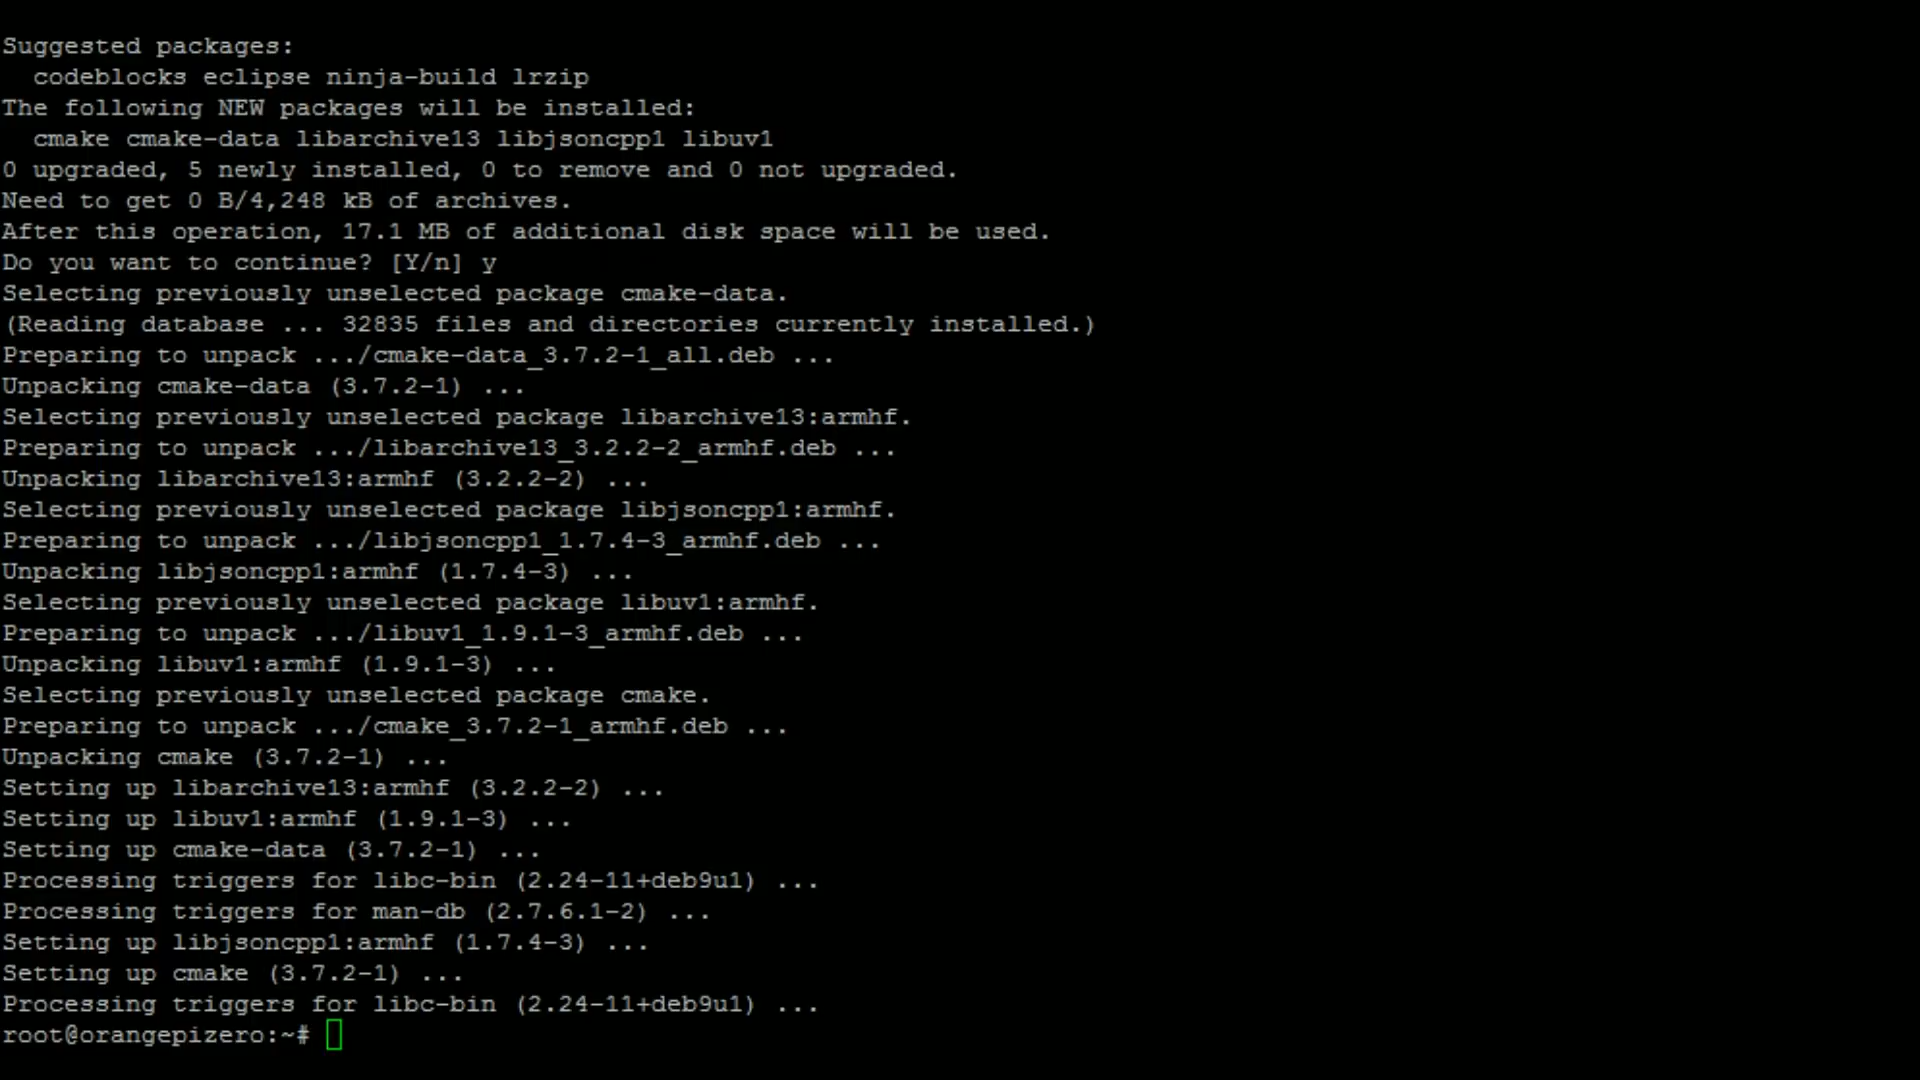 Suggested packages:
  codeblocks eclipse ninja-build lrzip
The following NEW packages will be installed:
  cmake cmake-data libarchive13 libjsoncpp1 libuv1
0 upgraded, 5 newly installed, 0 to remove and 0 not upgraded.
Need to get 0 B/4,248 kB of archives.
After this operation, 17.1 MB of additional disk space will be used.
Do you want to continue? [Y/n] y
Selecting previously unselected package cmake-data.
(Reading database ... 32835 files and directories currently installed.)
Preparing to unpack .../cmake-data_3.7.2-1_all.deb ...
Unpacking cmake-data (3.7.2-1) ...
Selecting previously unselected package libarchive13:armhf.
Preparing to unpack .../libarchive13_3.2.2-2_armhf.deb ...
Unpacking libarchive13:armhf (3.2.2-2) ...
Selecting previously unselected package libjsoncpp1:armhf.
Preparing to unpack .../libjsoncpp1_1.7.4-3_armhf.deb ...
Unpacking libjsoncpp1:armhf (1.7.4-3) ...
Selecting previously unselected package libuv1:armhf.
Preparing to unpack .../libuv1_1.9.1-3_armhf.deb ...
Unpacking libuv1:armhf (1.9.1-3) ...
Selecting previously unselected package cmake.
Preparing to unpack .../cmake_3.7.2-1_armhf.deb ...
Unpacking cmake (3.7.2-1) ...
Setting up libarchive13:armhf (3.2.2-2) ...
Setting up libuv1:armhf (1.9.1-3) ...
Setting up cmake-data (3.7.2-1) ...
Processing triggers for libc-bin (2.24-11+deb9u1) ...
Processing triggers for man-db (2.7.6.1-2) ...
Setting up libjsoncpp1:armhf (1.7.4-3) ...
Setting up cmake (3.7.2-1) ...
Processing triggers for libc-bin (2.24-11+deb9u1) ...
root@orangepizero:~#